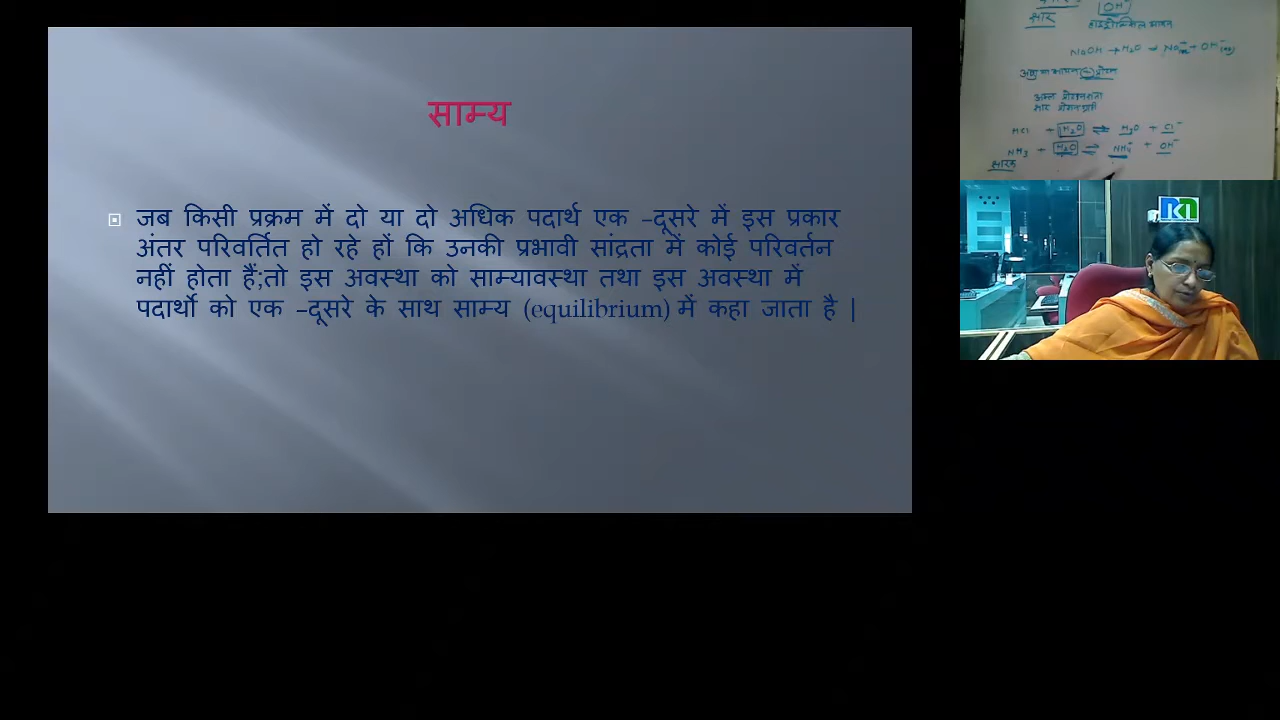 साम्य
जब किसी प्रक्रम में दो या दो अधिक पदार्थ एक –दूसरे में इस प्रकार
अंतर परिवर्तित हो रहे हों कि उनकी प्रभावी सांद्रता में कोई परिवर्तन
नहीं होता हैं;तो इस अवस्था को साम्यावस्था तथा इस अवस्था में
पदार्थो को एक –दूसरे के साथ साम्य (equilibrium) में कहा जाता है |
क्षार OH⁻
NaOH → H₂O → Na⁺ + OH⁻
HCl + H₂O ⇌ H₃O + Cl⁻
NH₃ + H₂O ⇌ NH₄⁺ + OH⁻